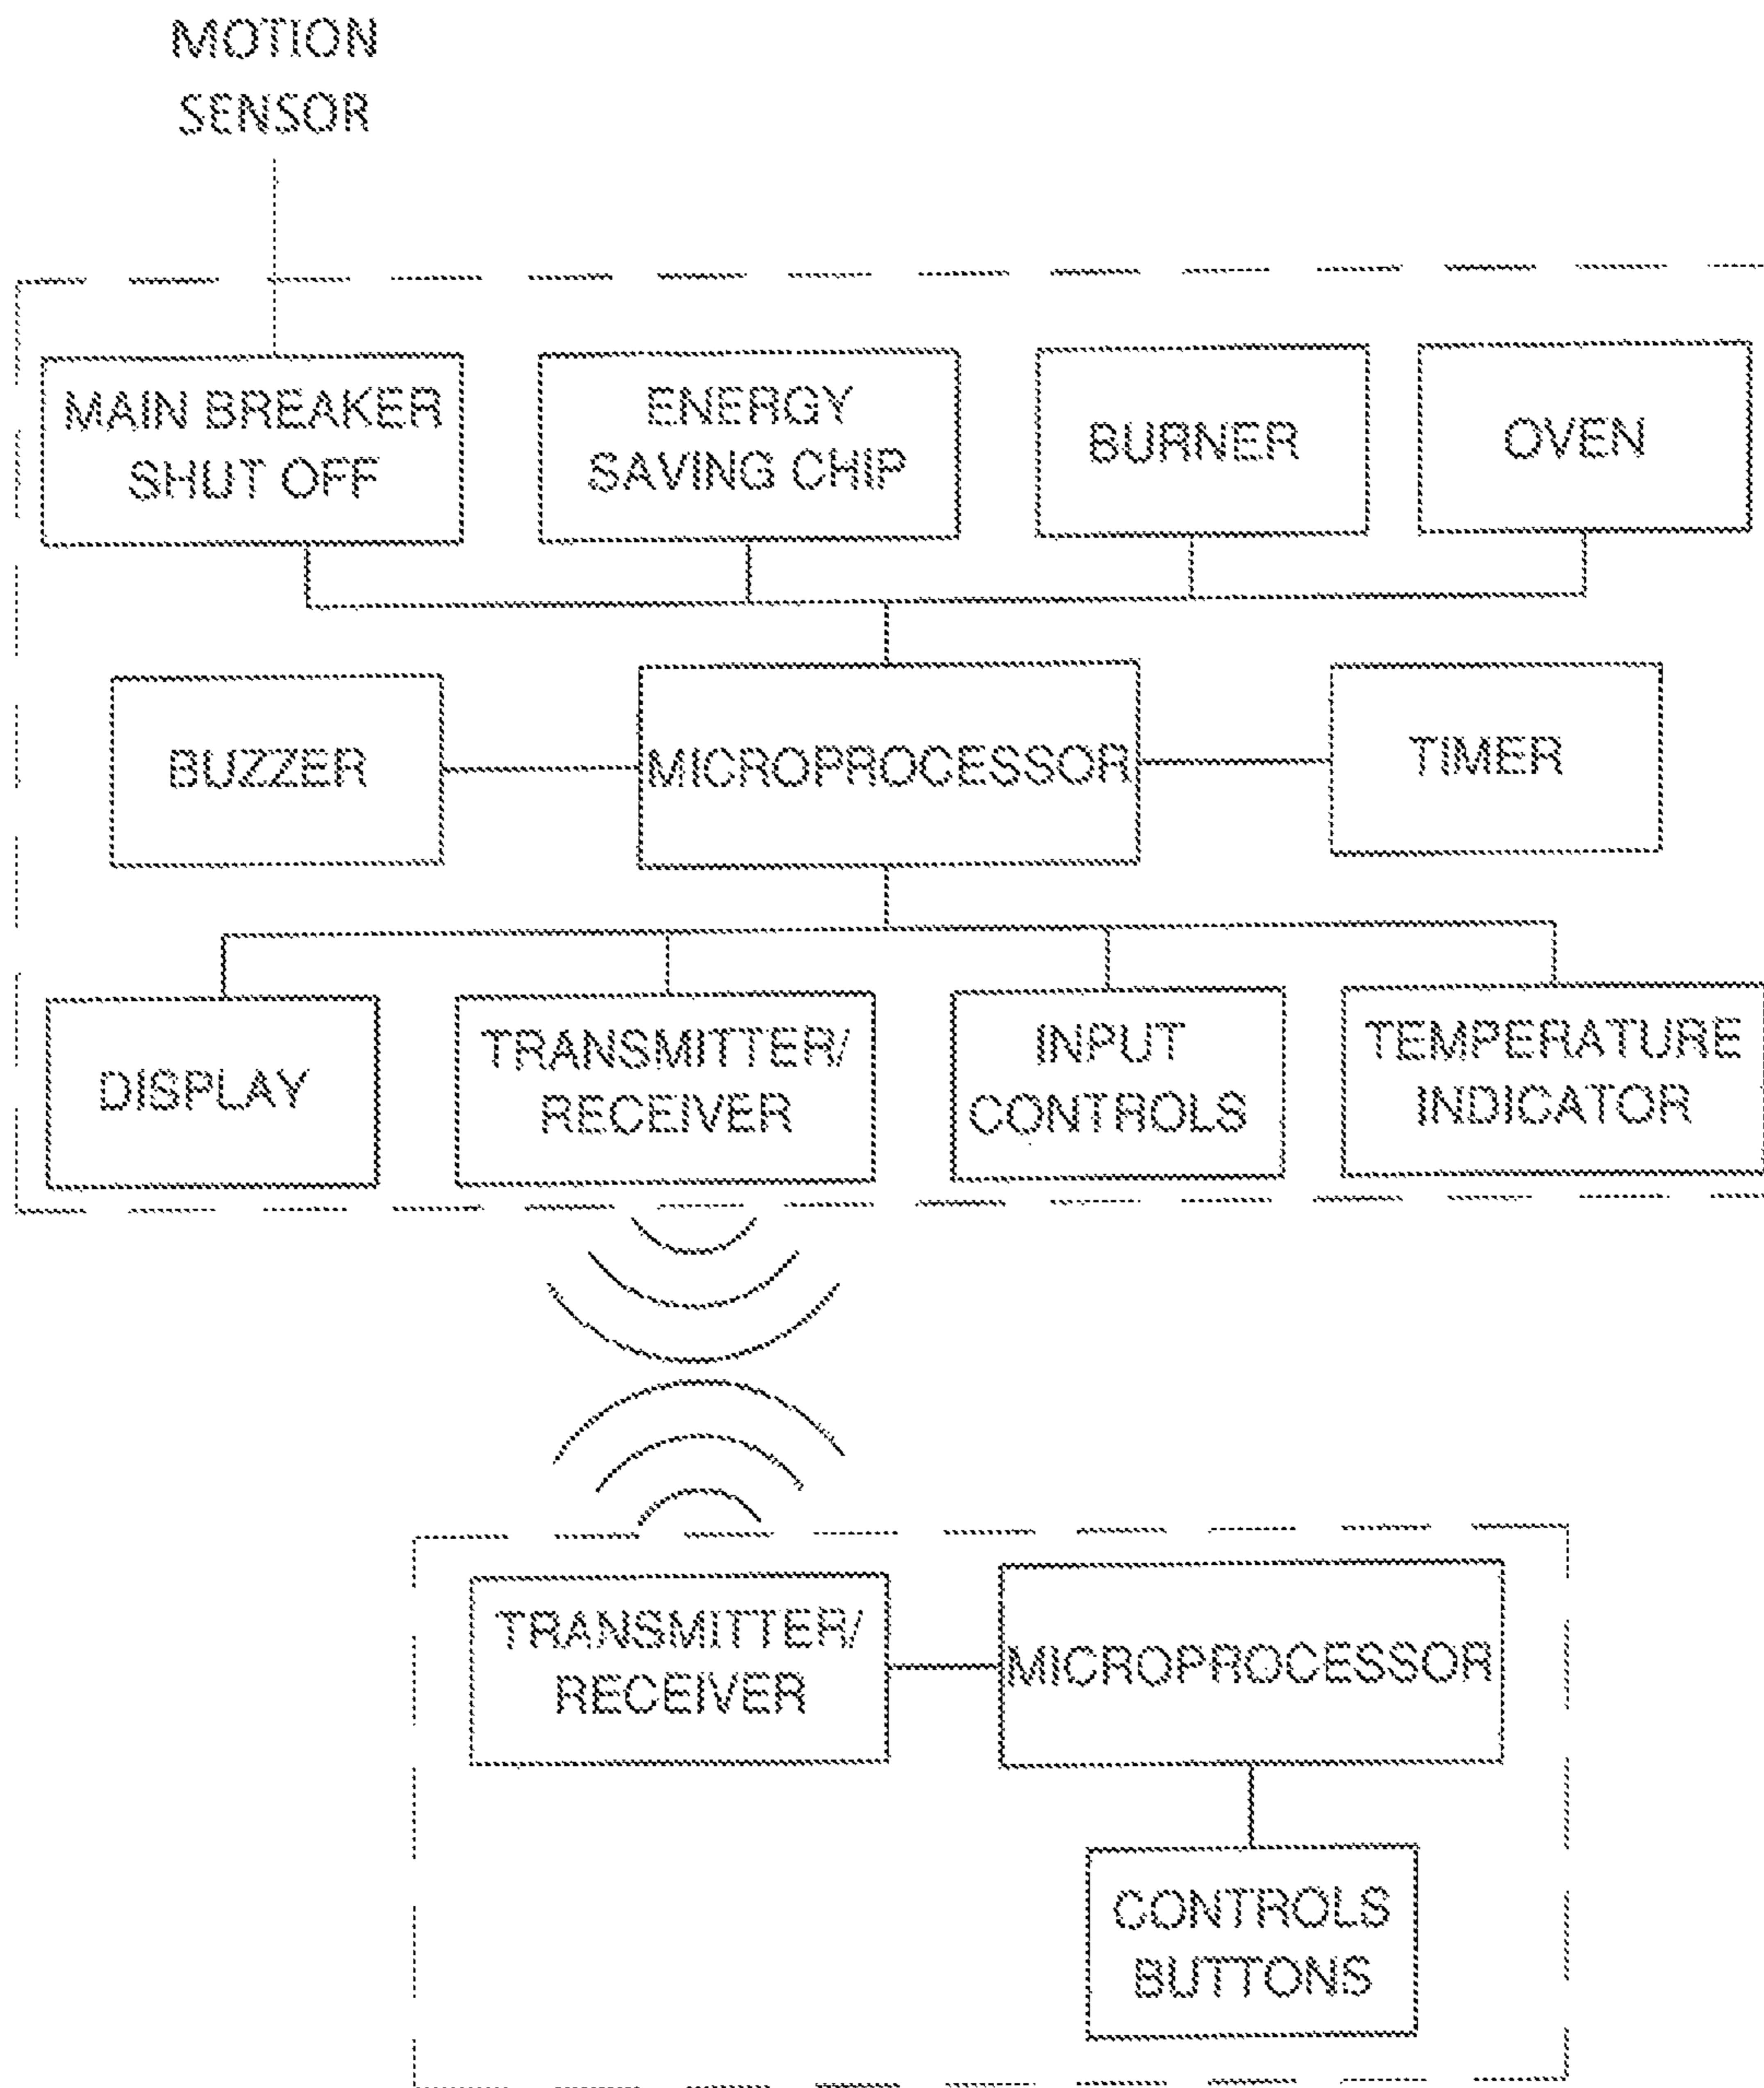 MOTION
SENSOR
MAIN BREAKER
SHUT OFF
ENERGY
SAVING CHIP
BURNER
OVEN
BUZZER
MICROPROCESSOR
TIMER
DISPLAY
TRANSMITTER/
RECEIVER
INPUT
CONTROLS
TEMPERATURE
INDICATOR
TRANSMITTER/
RECEIVER
MICROPROCESSOR
CONTROLS
BUTTONS